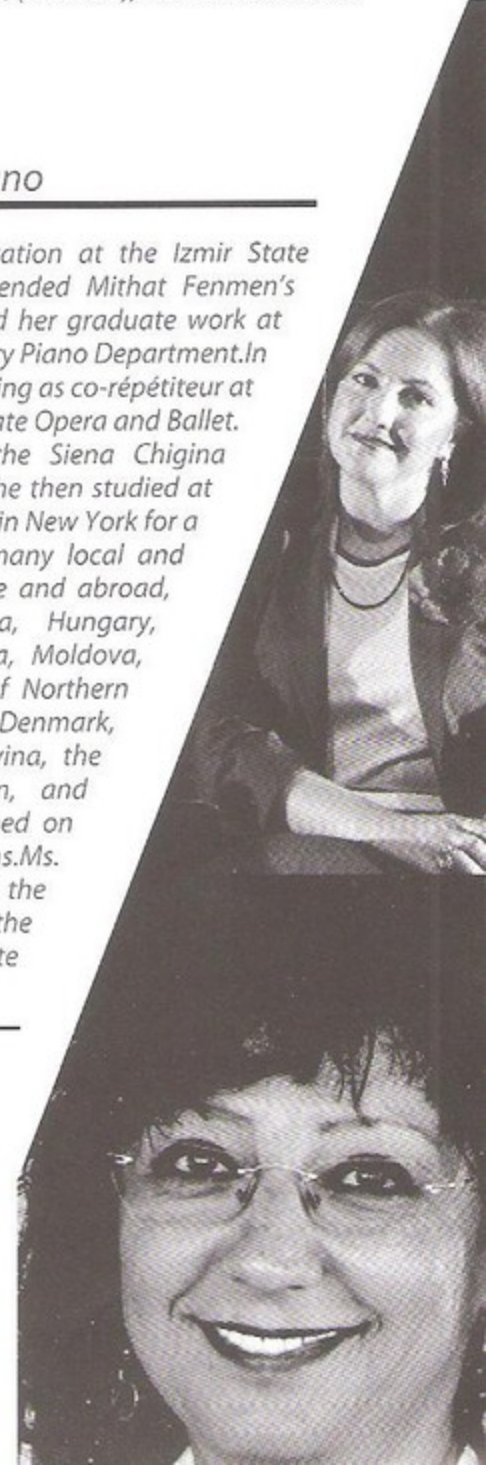 no
ation at the Izmir State
ended Mithat Fenmen's
d her graduate work at
ry Piano Department.In
ing as co-répétiteur at
ate Opera and Ballet.
the Siena Chigina
he then studied at
in New York for a
many local and
e and abroad,
a, Hungary,
a, Moldova,
f Northern
Denmark,
vina, the
n, and
ed on
s.Ms.
the
the
te